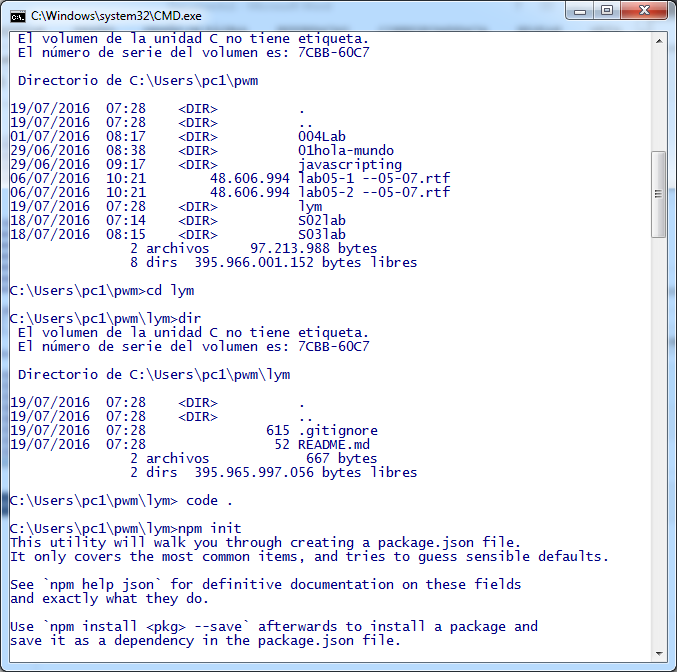 C:\Windows\system32\CMD.exe
El volumen de la unidad C no tiene etiqueta.
El número de serie del volumen es: 7CBB-60C7
Directorio de C:\Users\pc1\pwm
19/07/2016  07:28    <DIR>          .
19/07/2016  07:28    <DIR>          ..
01/07/2016  08:17    <DIR>          004Lab
29/06/2016  08:38    <DIR>          01hola-mundo
29/06/2016  09:17    <DIR>          javascripting
06/07/2016  10:21        48.606.994 lab05-1 --05-07.rtf
06/07/2016  10:21        48.606.994 lab05-2 --05-07.rtf
19/07/2016  07:28    <DIR>          lym
18/07/2016  07:14    <DIR>          S02lab
18/07/2016  08:15    <DIR>          S03lab
2 archivos     97.213.988 bytes
8 dirs  395.966.001.152 bytes libres
C:\Users\pc1\pwm>cd lym
C:\Users\pc1\pwm\lym>dir
El volumen de la unidad C no tiene etiqueta.
El número de serie del volumen es: 7CBB-60C7
Directorio de C:\Users\pc1\pwm\lym
19/07/2016  07:28    <DIR>          .
19/07/2016  07:28    <DIR>          ..
19/07/2016  07:28               615 .gitignore
19/07/2016  07:28                52 README.md
2 archivos            667 bytes
2 dirs  395.965.997.056 bytes libres
C:\Users\pc1\pwm\lym> code .
C:\Users\pc1\pwm\lym>npm init
This utility will walk you through creating a package.json file.
It only covers the most common items, and tries to guess sensible defaults.
See `npm help json` for definitive documentation on these fields
and exactly what they do.
Use `npm install <pkg> --save` afterwards to install a package and
save it as a dependency in the package.json file.